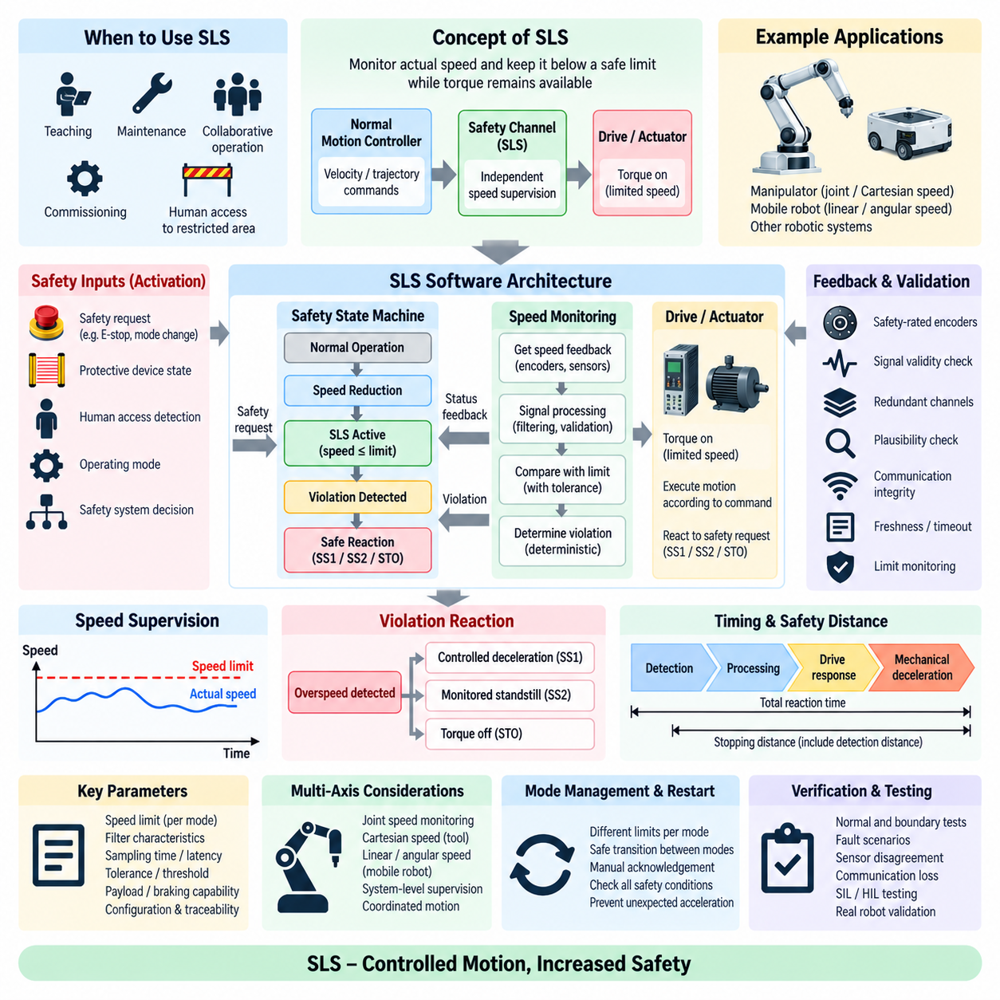 When to Use SLS
Teaching
Maintenance
Collaborative
operation
Commissioning
Human access
to restricted area
Concept of SLS
Monitor actual speed and keep it below a safe limit
while torque remains available
Normal
Motion Controller
Velocity / trajectory
commands
Safety Channel
(SLS)
Independent
speed supervision
Drive / Actuator
Torque on
(limited speed)
Example Applications
Manipulator (joint / Cartesian speed)
Mobile robot (linear / angular speed)
Other robotic systems
Safety Inputs (Activation)
Safety request
(e.g. E-stop, mode change)
Protective device state
Human access detection
Operating mode
Safety system decision
SLS Software Architecture
Safety
request
Safety State Machine
Normal Operation
Speed Reduction
SLS Active
(speed ≤ limit)
Violation Detected
Safe Reaction
(SS1 / SS2 / STO)
Status
feedback
Violation
Speed Monitoring
Get speed feedback
(encoders, sensors)
Signal processing
(filtering, validation)
Compare with limit
(with tolerance)
Determine violation
(deterministic)
Drive / Actuator
Torque on
(limited speed)
Execute motion
according to command
React to safety request
(SS1 / SS2 / STO)
Feedback & Validation
Safety-rated encoders
Signal validity check
Redundant channels
Plausibility check
Communication
integrity
Freshness / timeout
Limit monitoring
Speed Supervision
Speed
Speed limit
Actual speed
Time
Violation Reaction
Overspeed detected
Controlled deceleration (SS1)
Monitored standstill (SS2)
Torque off (STO)
Timing & Safety Distance
Detection
Processing
Drive
response
Mechanical
deceleration
Total reaction time
Stopping distance (include detection distance)
Key Parameters
Speed limit (per mode)
Filter characteristics
Sampling time / latency
Tolerance / threshold
Payload / braking capability
Configuration & traceability
Multi-Axis Considerations
Joint speed monitoring
Cartesian speed (tool)
Linear / angular speed
(mobile robot)
System-level supervision
Coordinated motion
Mode Management & Restart
Different limits per mode
Safe transition between modes
Manual acknowledgement
Check all safety conditions
Prevent unexpected acceleration
Verification & Testing
Normal and boundary tests
Fault scenarios
Sensor disagreement
Communication loss
SIL / HIL testing
Real robot validation
SLS – Controlled Motion, Increased Safety